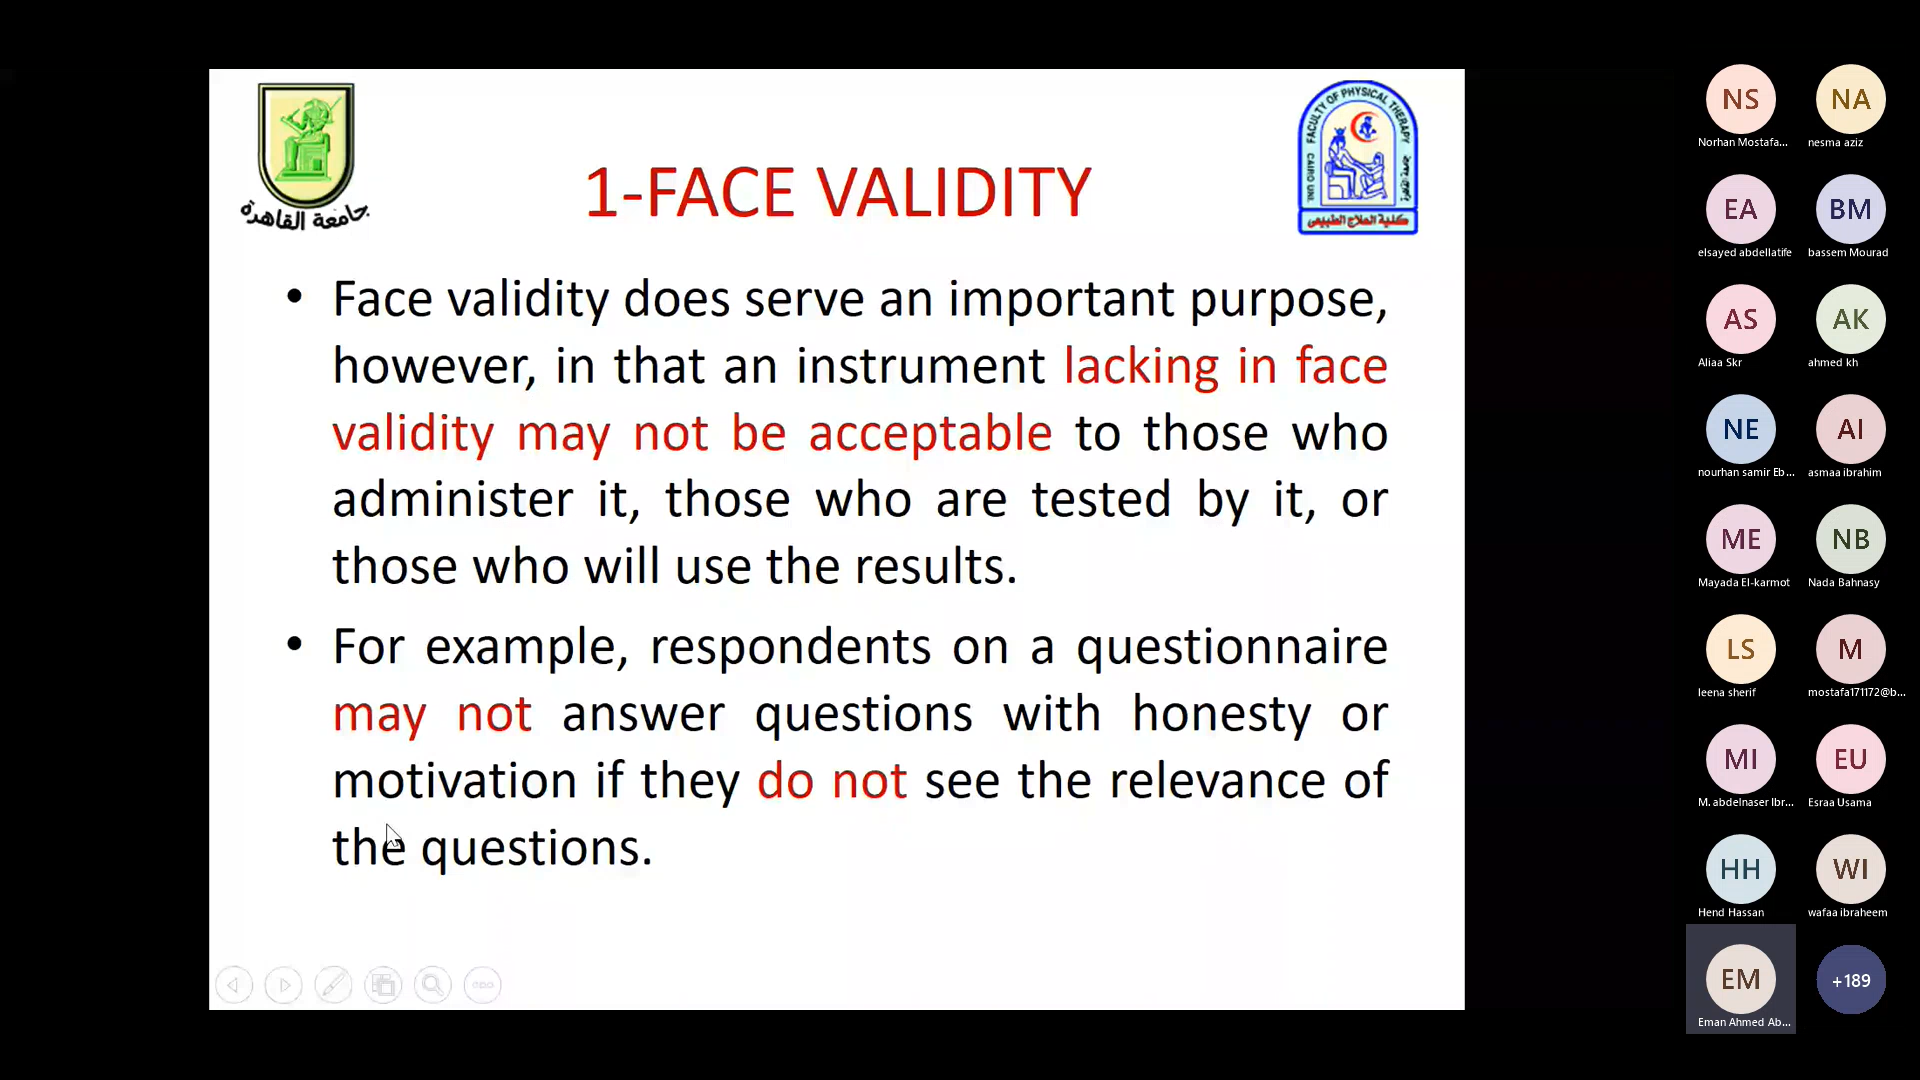 FACULTY OF PHYSICAL THERAPY
CAIRO UNI.
كلية العلاج الطبيعى
جامعة القاهرة
1-FACE VALIDITY
• Face validity does serve an important purpose,
however, in that an instrument lacking in face
validity may not be acceptable to those who
administer it, those who are tested by it, or
those who will use the results.
• For example, respondents on a questionnaire
may not answer questions with honesty or
motivation if they do not see the relevance of
the questions.
NS
Norhan Mostafa...
NA
nesma aziz
EA
elsayed abdellatife
BM
bassem Mourad
AS
Aliaa Skr
AK
ahmed kh
NE
nourhan samir Eb...
AI
asmaa ibrahim
ME
Mayada El-karmot
NB
Nada Bahnasy
LS
leena sherif
M
mostafa171172@b...
MI
M. abdelnaser Ibr...
EU
Esraa Usama
HH
Hend Hassan
WI
wafaa ibraheem
EM
Eman Ahmed Ab...
+189